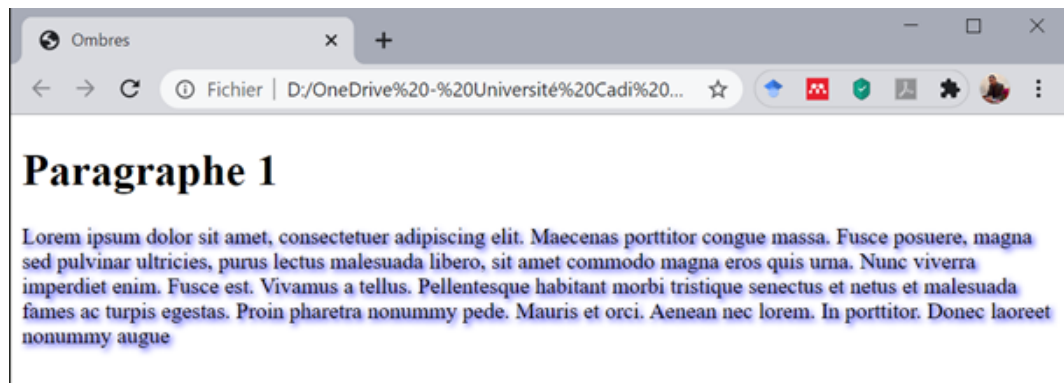 Ombres
Fichier | D:/OneDrive%20-%20Université%20Cadi%20...
Paragraphe 1
Lorem ipsum dolor sit amet, consectetuer adipiscing elit. Maecenas porttitor congue massa. Fusce posuere, magna
sed pulvinar ultricies, purus lectus malesuada libero, sit amet commodo magna eros quis urna. Nunc viverra
imperdiet enim. Fusce est. Vivamus a tellus. Pellentesque habitant morbi tristique senectus et netus et malesuada
fames ac turpis egestas. Proin pharetra nonummy pede. Mauris et orci. Aenean nec lorem. In porttitor. Donec laoreet
nonummy augue